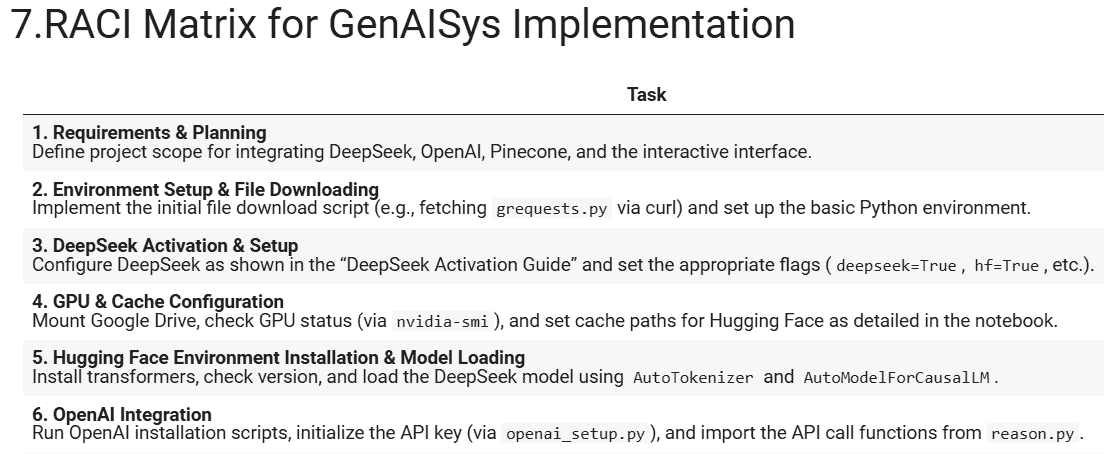 7.RACI Matrix for GenAISys Implementation
Task
1. Requirements & Planning
Define project scope for integrating DeepSeek, OpenAI, Pinecone, and the interactive interface.
2. Environment Setup & File Downloading
Implement the initial file download script (e.g., fetching grequests.py via curl) and set up the basic Python environment.
3. DeepSeek Activation & Setup
Configure DeepSeek as shown in the “DeepSeek Activation Guide” and set the appropriate flags ( deepseek=True , hf=True , etc.).
4. GPU & Cache Configuration
Mount Google Drive, check GPU status (via nvidia-smi ), and set cache paths for Hugging Face as detailed in the notebook.
5. Hugging Face Environment Installation & Model Loading
Install transformers, check version, and load the DeepSeek model using AutoTokenizer and AutoModelForCausalLM .
6. OpenAI Integration
Run OpenAI installation scripts, initialize the API key (via openai_setup.py ), and import the API call functions from reason.py .